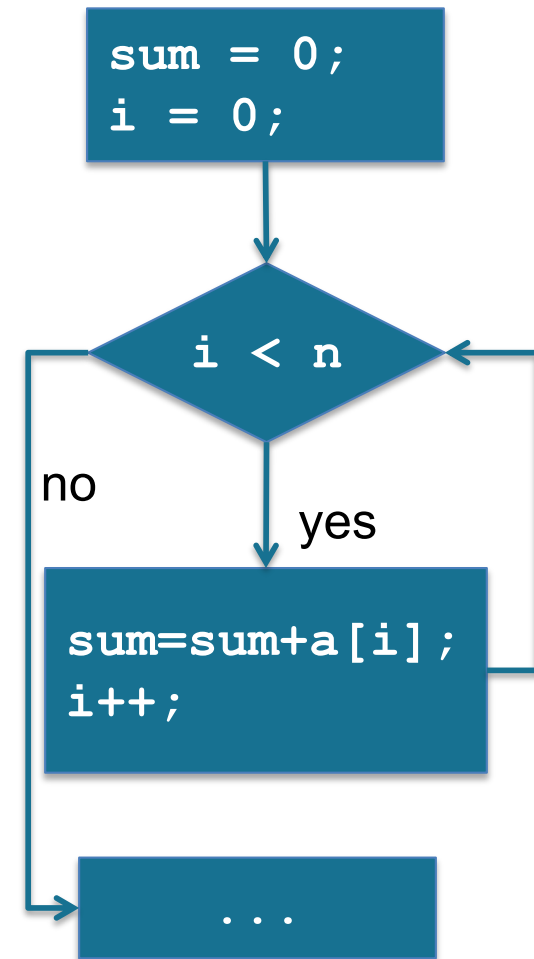 sum = 0;
i = 0;
i < n
no
yes
sum=sum+a[i];
i++;
...